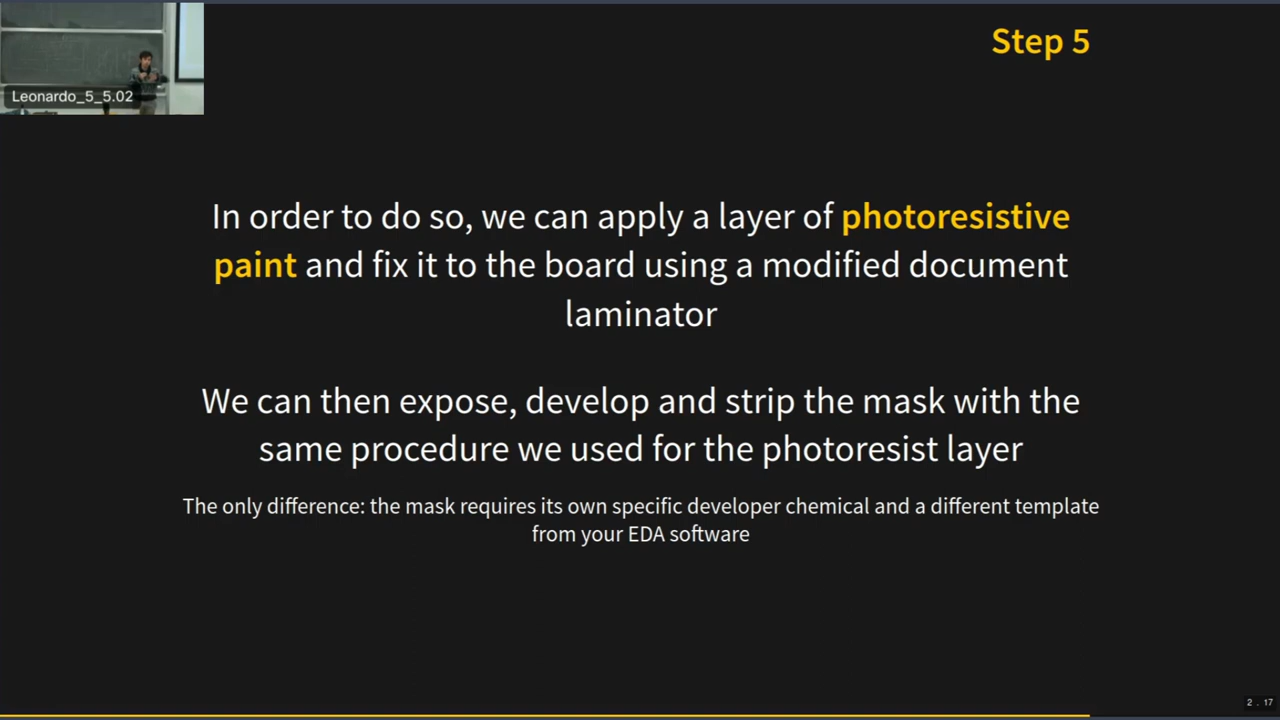 Leonardo_5_5.02
Step 5
In order to do so, we can apply a layer of photoresistive
paint and fix it to the board using a modified document
laminator
We can then expose, develop and strip the mask with the
same procedure we used for the photoresist layer
The only difference: the mask requires its own specific developer chemical and a different template
from your EDA software
2 . 17